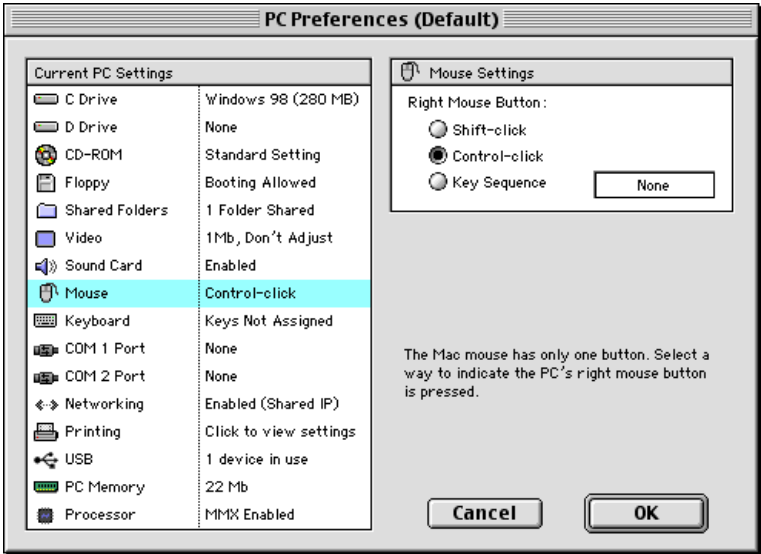 PC Preferences (Default)
Current PC Settings
C Drive Windows 98 (280 MB)
D Drive None
CD-ROM Standard Setting
Floppy Booting Allowed
Shared Folders 1 Folder Shared
Video 1Mb, Don't Adjust
Sound Card Enabled
Mouse Control-click
Keyboard Keys Not Assigned
COM 1 Port None
COM 2 Port None
Networking Enabled (Shared IP)
Printing Click to view settings
USB 1 device in use
PC Memory 22 Mb
Processor MMX Enabled
Mouse Settings
Right Mouse Button:
Shift-click
Control-click
Key Sequence None
The Mac mouse has only one button. Select a
way to indicate the PC's right mouse button
is pressed.
Cancel OK